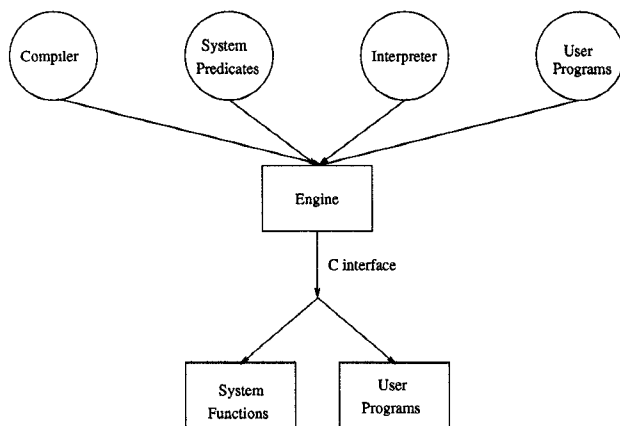 Compiler
System
Predicates
Interpreter
User
Programs
Engine
C interface
System
Functions
User
Programs